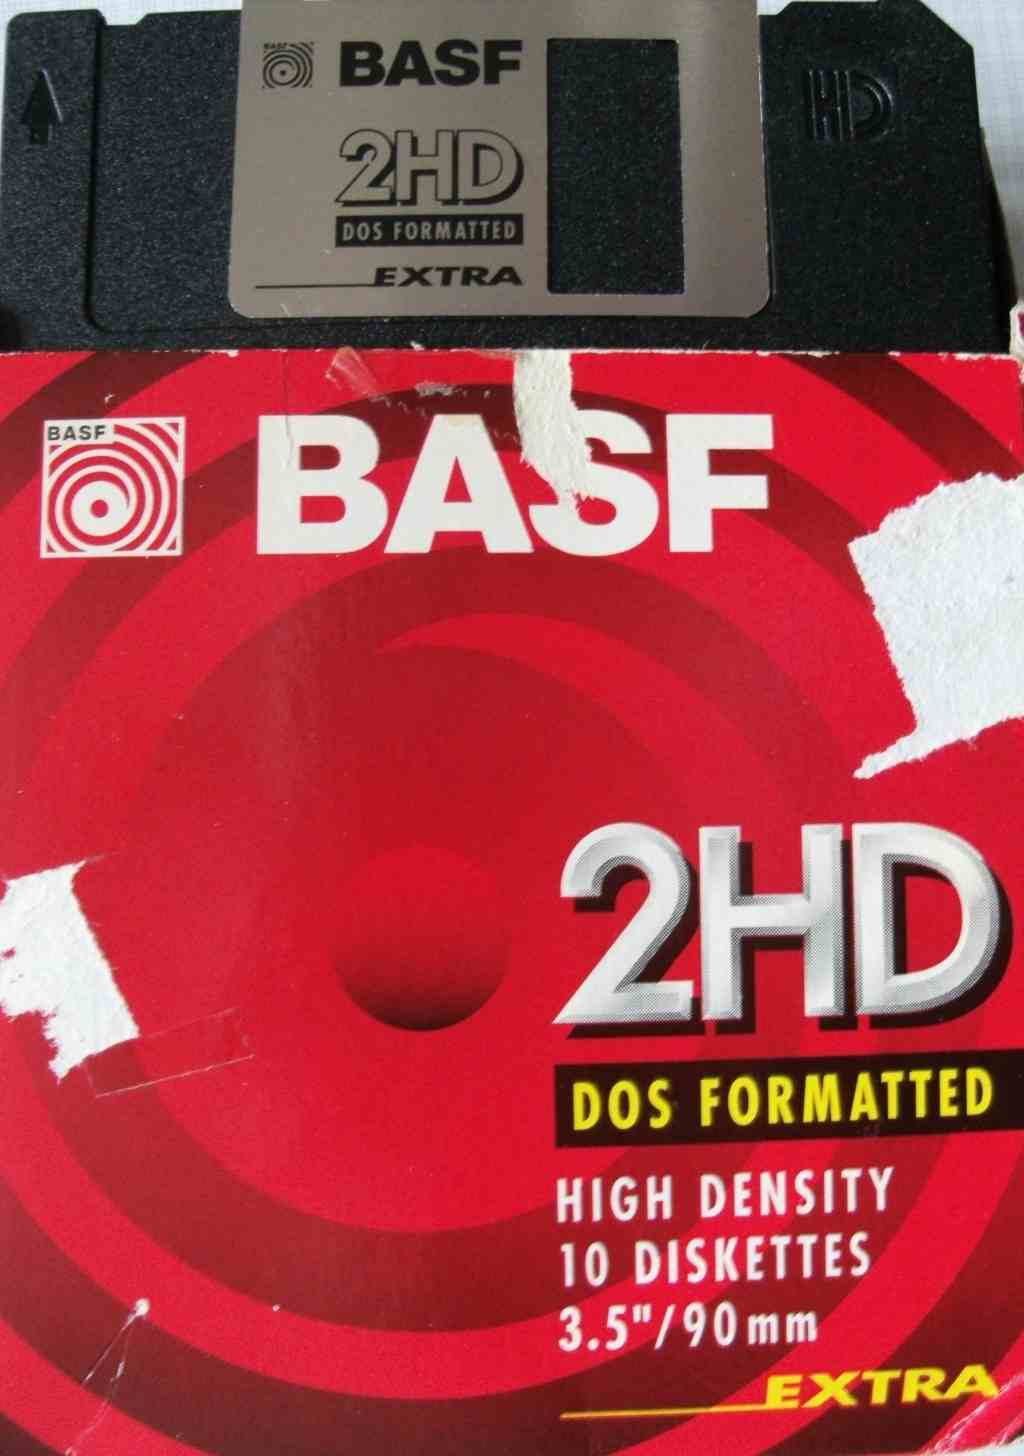 BASF
BASF
2HD
DOS FORMATTED
EXTRA
HD
BASF
BASF
2HD
DOS FORMATTED
HIGH DENSITY
10 DISKETTES
3.5"/90mm
EXTRA